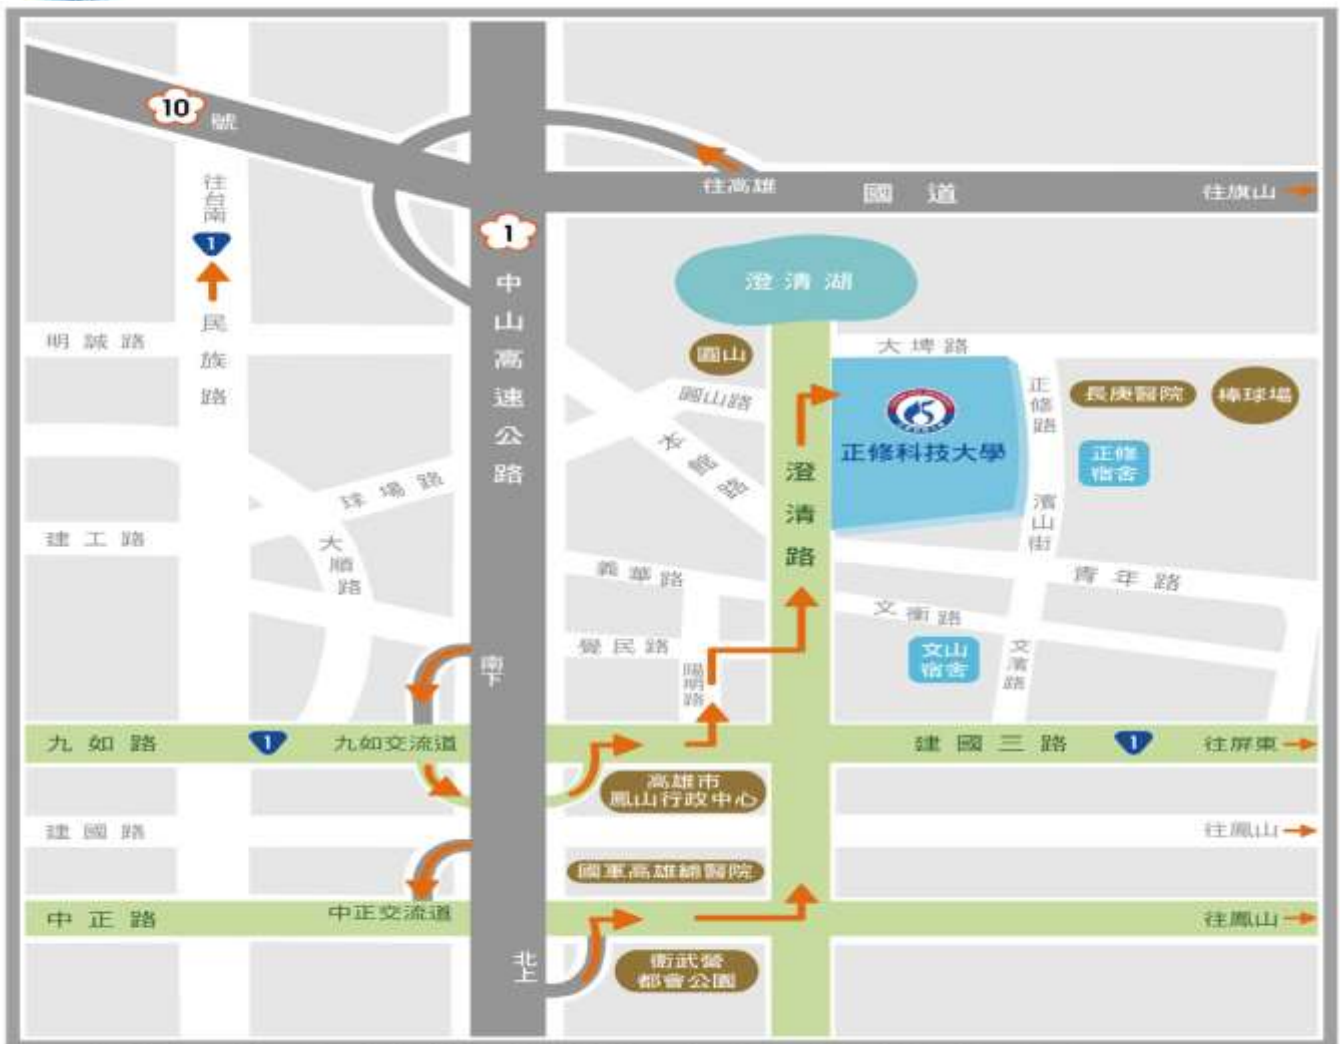 10 號
往台南
1
民族路
往高雄
國道
往旗山
1
中山高速公路
澄清湖
明誠路
圓山
大埤路
圓山路
正修路
長庚醫院
棒球場
本館路
正修科技大學
正修
宿舍
球場路
澄清路
濱山街
建工路
大順路
義華路
青年路
文衡路
覺民路
陽明路
文山
宿舍
文濱路
南下
九如路
1
九如交流道
建國三路
1
往屏東
高雄市
鳳山行政中心
建國路
往鳳山
國軍高雄總醫院
中正路
中正交流道
往鳳山
北上
衛武營
都會公園